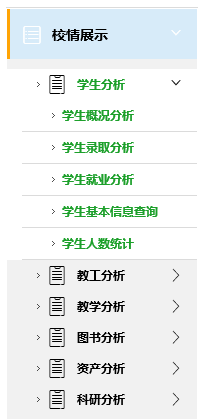 校情展示
学生分析
学生概况分析
学生录取分析
学生就业分析
学生基本信息查询
学生人数统计
教工分析
教学分析
图书分析
资产分析
科研分析